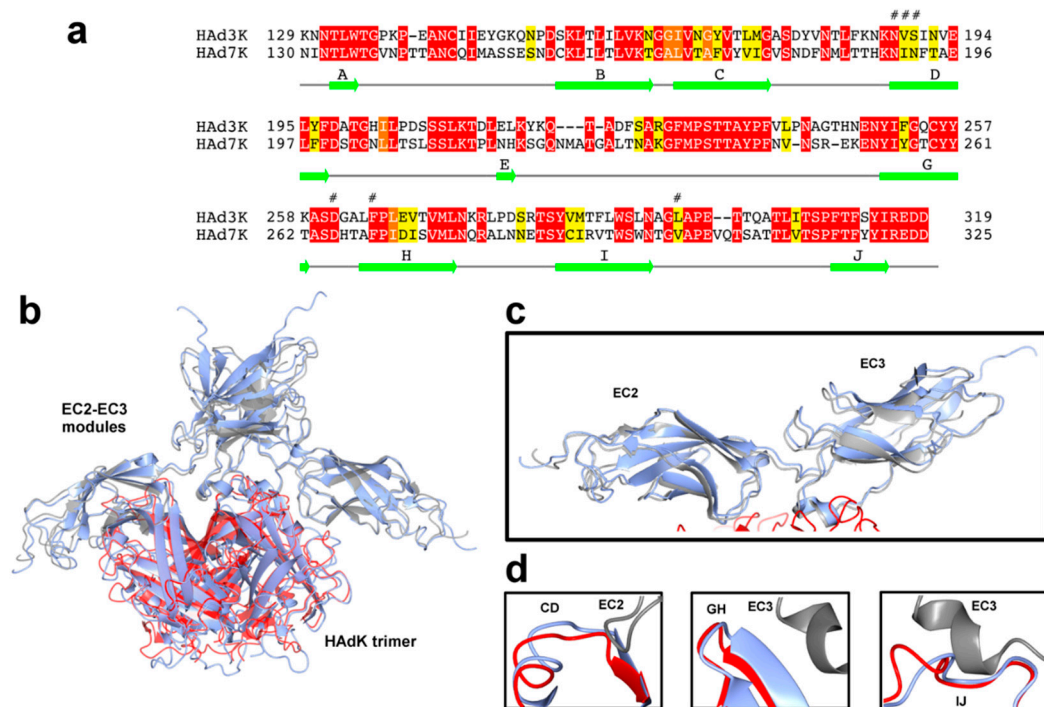 a
# # #
HAd3K 129 KNNTLWTGPKP-EANCIIEYGKQNPDSKLTLILVKNGGIVNGYVTLMGASDYVNTLFKNKNVSINVE 194
HAd7K 130 NINTLWTGVNPTTANCQIMASSESNDCKLILTLVKTGALVTAFVYVIGVSNDFNMLTTHKNINFTAE 196
A B C D
HAd3K 195 LYFDATGHILPDSSSLKTDLELKYKQ---T-ADFSARGFMPSTTAYPFVLPNAGTHNENYIFGQCYY 257
HAd7K 197 LFFDSTGNLLTSLSSLKTPLNHKSGQNMATGALTNAKGFMPSTTAYPFNV-NSR-EKENYIYGTCYY 261
E G
# # #
HAd3K 258 KASDGALFPLEVTVMLNKRLPDSRTSYVMTFLWSLNAGLAPE--TTQATLITSPFTFSYIREDD 319
HAd7K 262 TASDHTAFPIDISVMLNQRALNNETSYCIRVTWSWNTGVAPEVQTSATTLVTSPFTFYYIREDD 325
H I J
b
EC2-EC3
modules
HAdK trimer
c
EC2
EC3
d
CD EC2
GH EC3
EC3
IJ